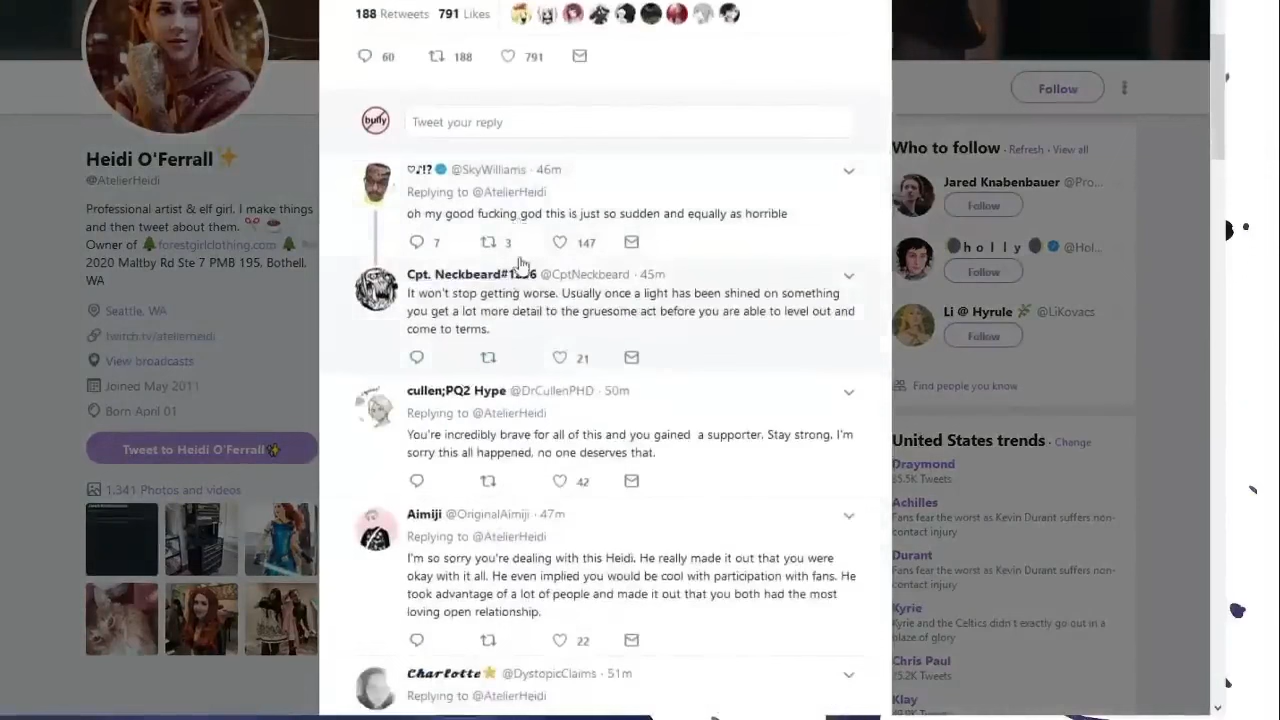 188 Retweets 791 Likes
60 188 791
bully
Tweet your reply
Heidi O'Ferrall
@AtelierHeidi
Professional artist & elf girl. I make things
and then tweet about them.
Owner of forestgirlclothing.com
2020 Maltby Rd Ste 7 PMB 195, Bothell,
WA
Seattle, WA
twitch.tv/atelierheidi
View broadcasts
Joined May 2011
Born April 01
Tweet to Heidi O'Ferrall
1,341 Photos and videos
♡♪!? @SkyWilliams · 46m
Replying to @AtelierHeidi
oh my good fucking god this is just so sudden and equally as horrible
7 3 147
Cpt. @CptNeckbeard · 45m
It won't stop getting worse. Usually once a light has been shined on something
you get a lot more detail to the gruesome act before you are able to level out and
come to terms.
21
cullen;PQ2 Hype @DrCullenPHD · 50m
Replying to @AtelierHeidi
You're incredibly brave for all of this and you gained a supporter. Stay strong, I'm
sorry this all happened, no one deserves that.
42
Aimiji @OriginalAimiji · 47m
Replying to @AtelierHeidi
I'm so sorry you're dealing with this Heidi. He really made it out that you were
okay with it all. He even implied you would be cool with participation with fans. He
took advantage of a lot of people and made it out that you both had the most
loving open relationship.
22
Charlotte @DystopicClaims · 51m
Replying to @AtelierHeidi
Follow
Who to follow · Refresh · View all
Jared Knabenbauer @Pro...
Follow
h o l l y @Hol...
Follow
Li @ Hyrule @LiKovacs
Follow
Find people you know
United States trends · Change
Draymond
Tweets
Achilles
Fans fear the worst as Kevin Durant suffers non-
contact injury
Durant
Fans fear the worst as Kevin Durant suffers non-
contact injury
Kyrie
Kyrie and the Celtics didn't exactly go out in a
blaze of glory
Chris Paul
Tweets
Klay
Tweets